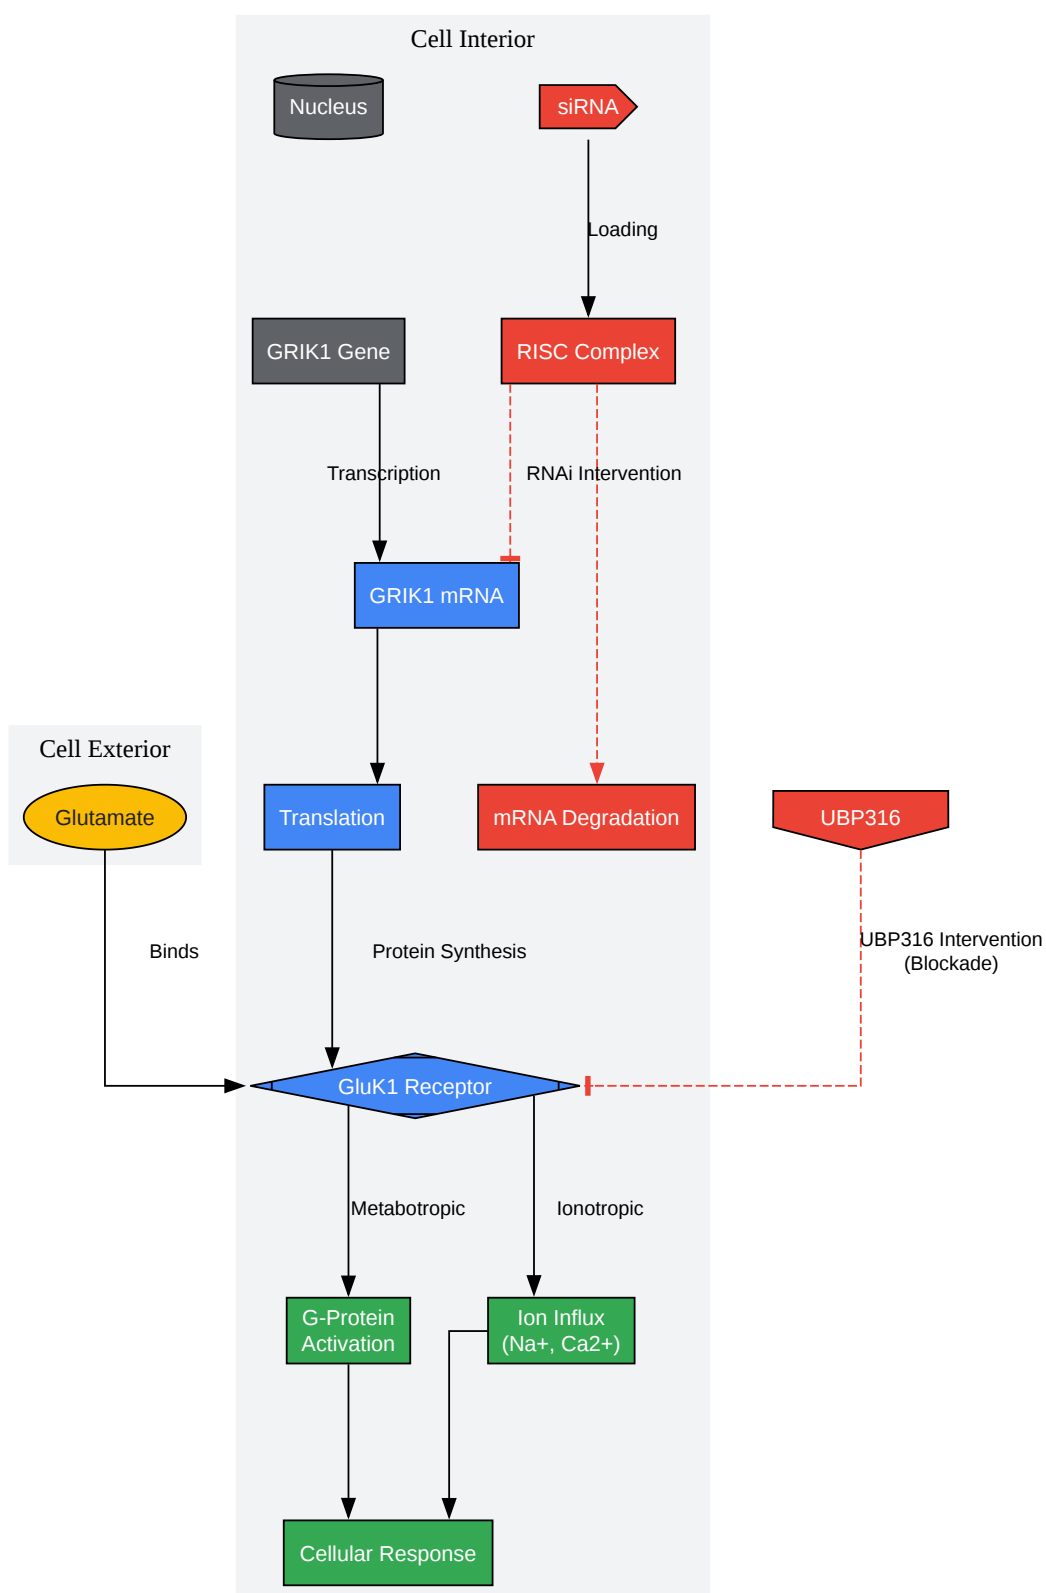 Cell Interior
Nucleus
siRNA
Loading
GRIK1 Gene
RISC Complex
Transcription
RNAi Intervention
GRIK1 mRNA
Cell Exterior
Glutamate
Translation
mRNA Degradation
UBP316
Binds
Protein Synthesis
UBP316 Intervention
(Blockade)
GluK1 Receptor
Metabotropic
Ionotropic
G-Protein
Activation
Ion Influx
(Na+, Ca2+)
Cellular Response